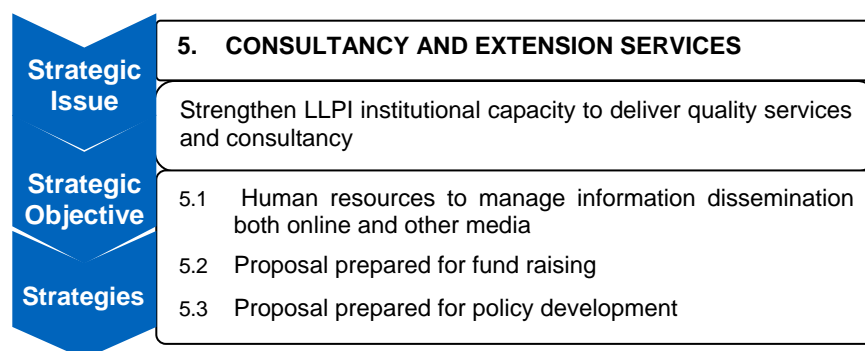 Strategic
Issue
5. CONSULTANCY AND EXTENSION SERVICES
Strengthen LLPI institutional capacity to deliver quality services
and consultancy
Strategic
Objective
5.1 Human resources to manage information dissemination
both online and other media
5.2 Proposal prepared for fund raising
Strategies
5.3 Proposal prepared for policy development